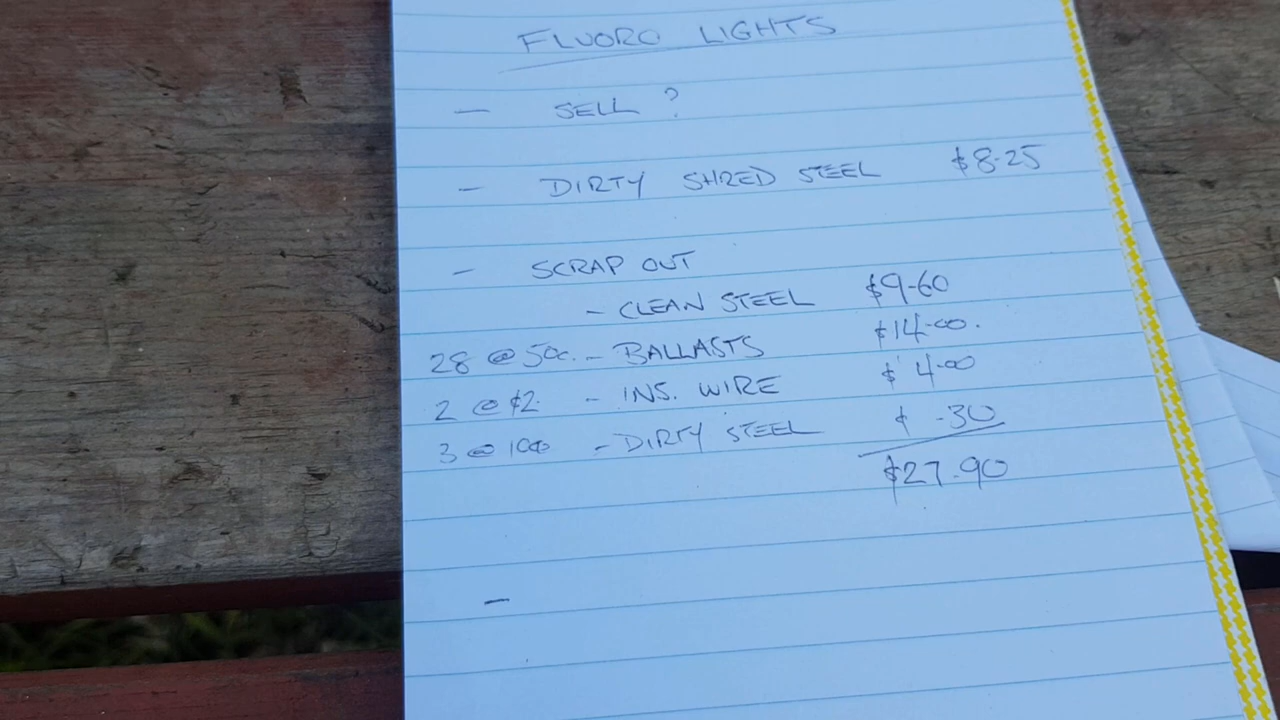 FLUORO LIGHTS
— SELL ?
— DIRTY SHRED STEEL $8.25
— SCRAP OUT
- CLEAN STEEL $9.60
28 @ 50c. - BALLASTS $14.00.
2 @ $2. - INS. WIRE $ 4.00
3 @ 10c - DIRTY STEEL $ .30
$27.90
—